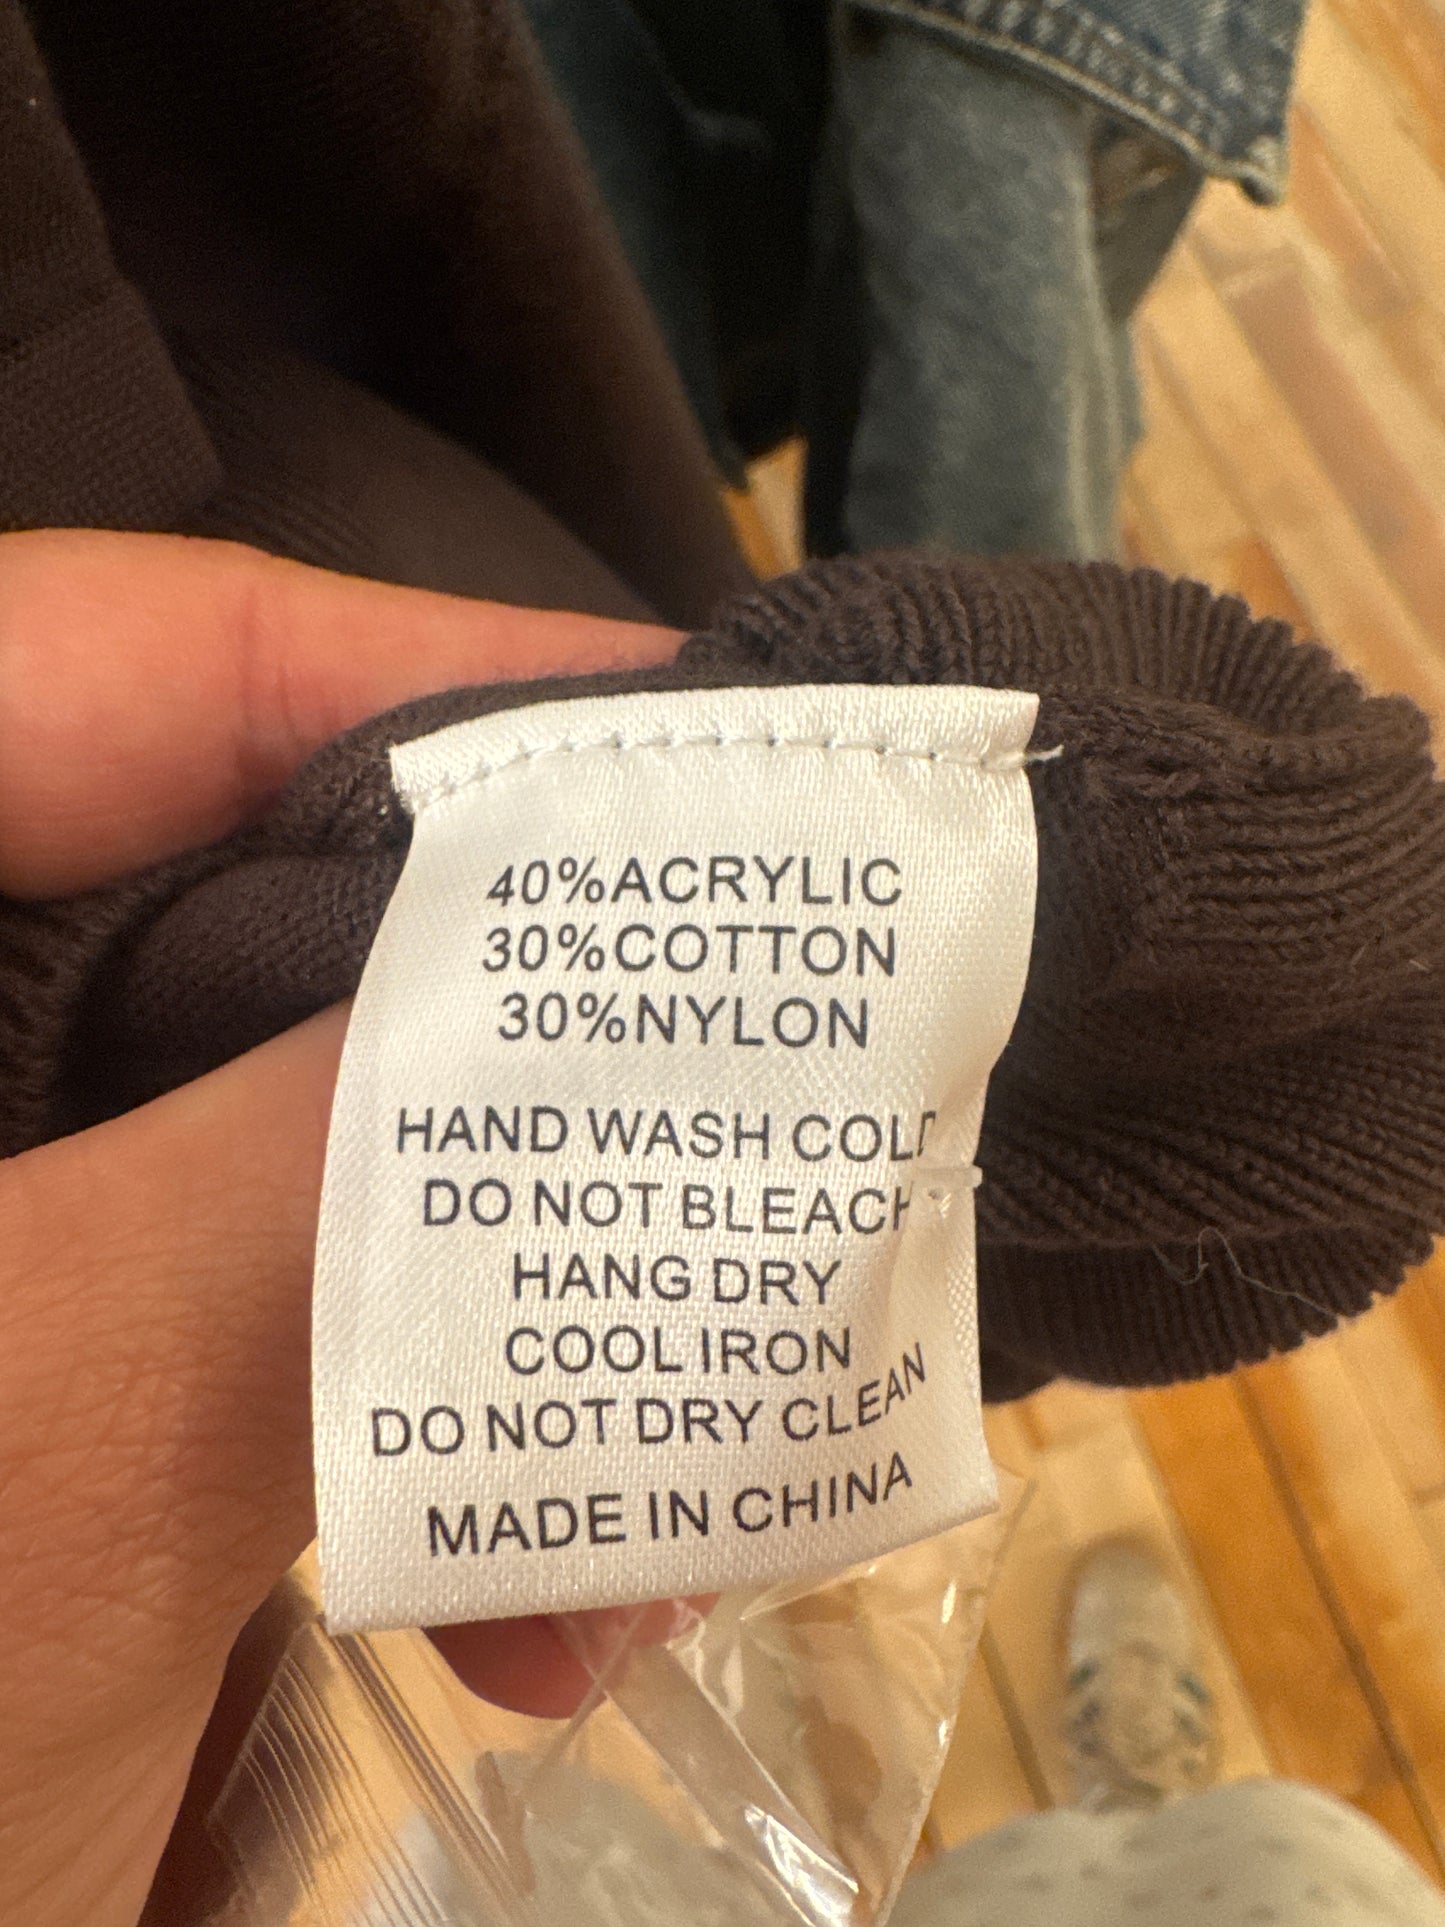 40%ACRYLIC
30%COTTON
30%NYLON
HAND WASH COLD
DO NOT BLEACH
HANG DRY
COOL IRON
DO NOT DRY CLEAN
MADE IN CHINA